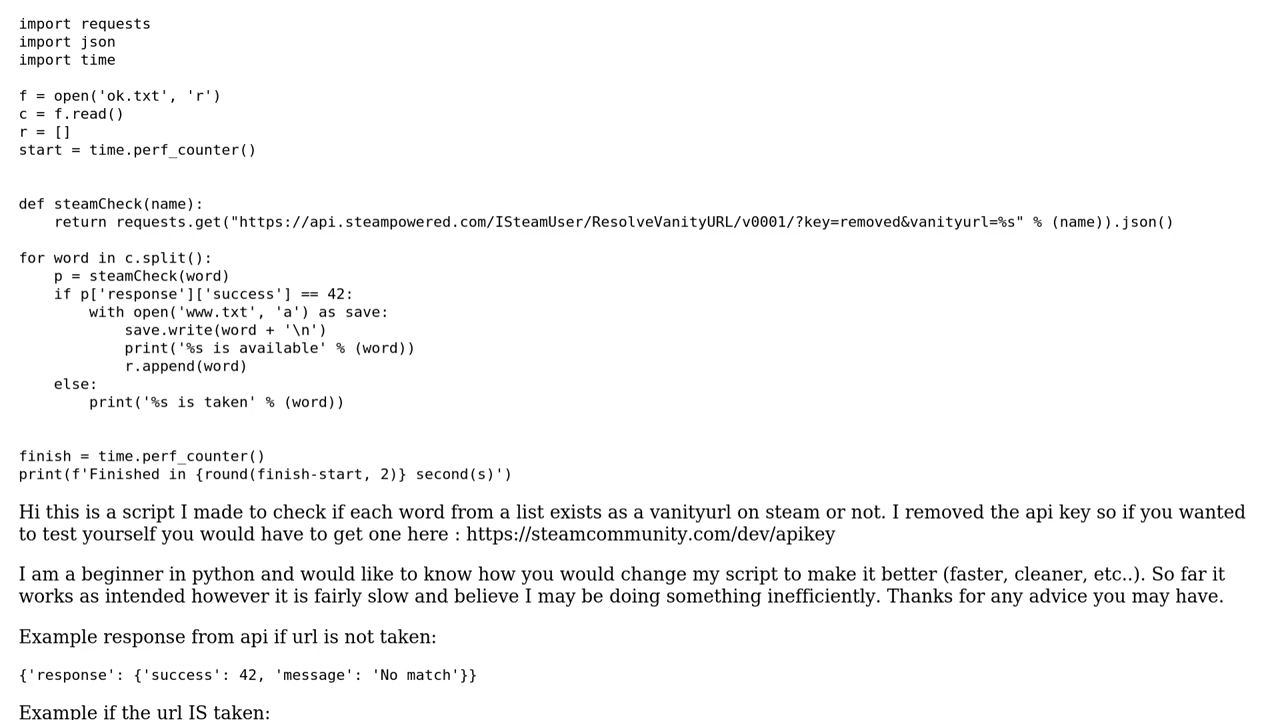 import requests
import json
import time
f = open('ok.txt', 'r')
c = f.read()
r = []
start = time.perf_counter()
def steamCheck(name):
    return requests.get("https://api.steampowered.com/ISteamUser/ResolveVanityURL/v0001/?key=removed&vanityurl=%s" % (name)).json()
for word in c.split():
    p = steamCheck(word)
    if p['response']['success'] == 42:
        with open('www.txt', 'a') as save:
            save.write(word + '\n')
            print('%s is available' % (word))
            r.append(word)
    else:
        print('%s is taken' % (word))
finish = time.perf_counter()
print(f'Finished in {round(finish-start, 2)} second(s)')
Hi this is a script I made to check if each word from a list exists as a vanityurl on steam or not. I removed the api key so if you wanted
to test yourself you would have to get one here : https://steamcommunity.com/dev/apikey
I am a beginner in python and would like to know how you would change my script to make it better (faster, cleaner, etc..). So far it
works as intended however it is fairly slow and believe I may be doing something inefficiently. Thanks for any advice you may have.
Example response from api if url is not taken:
{'response': {'success': 42, 'message': 'No match'}}
Example if the url IS taken: